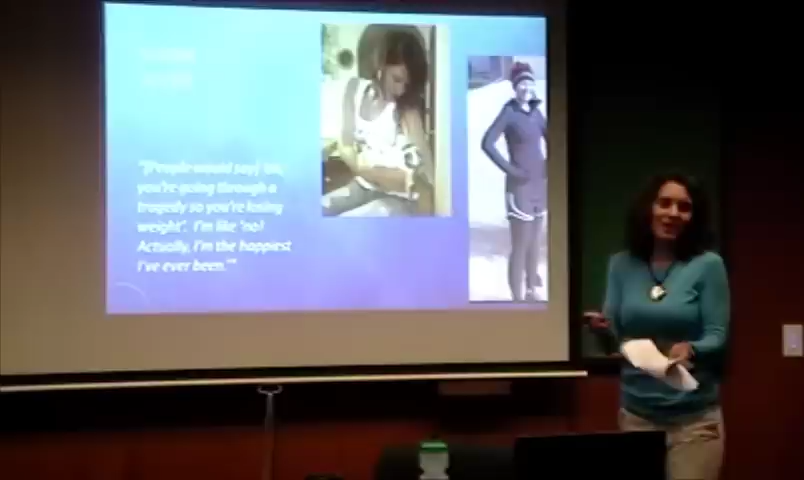 "[People would say] 'oh,
you're going through a
tragedy so you're losing
weight'. I'm like 'no!
Actually, I'm the happiest
I've ever been.'"